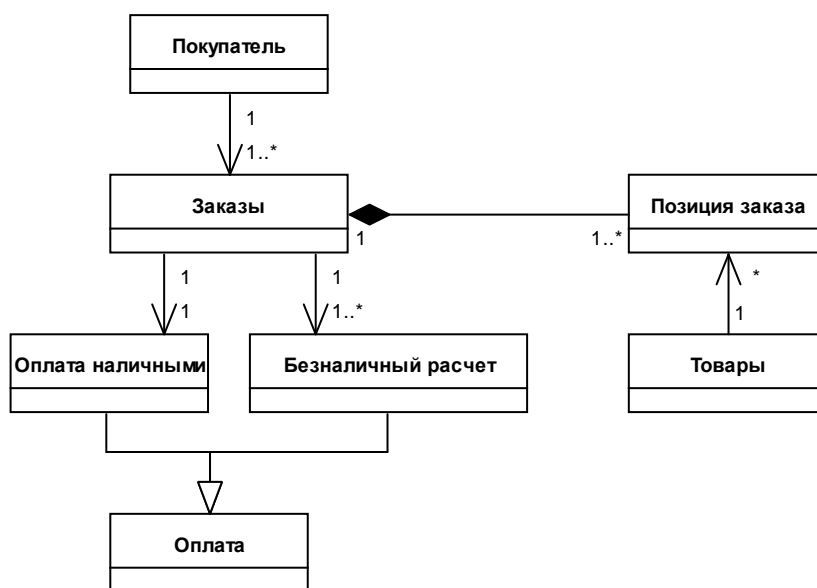 Покупатель
1
1..*
Заказы
Позиция заказа
1
1..*
1
1
*
1
1..*
1
Оплата наличными
Безналичный расчет
Товары
Оплата